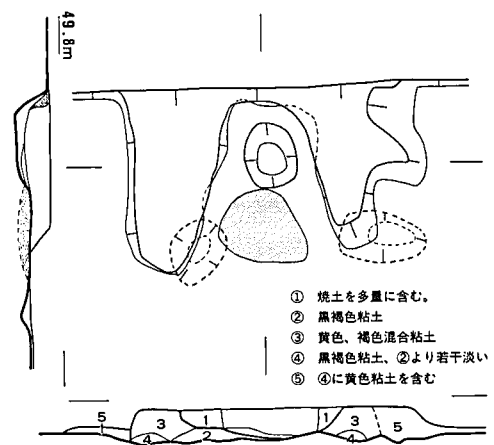 49.8m
① 焼土を多量に含む。
② 黒褐色粘土
③ 黄色、褐色混合粘土
④ 黒褐色粘土、②より若干淡い
⑤ ④に黄色粘土を含む
5 3 1 1 3 5
4 2 4